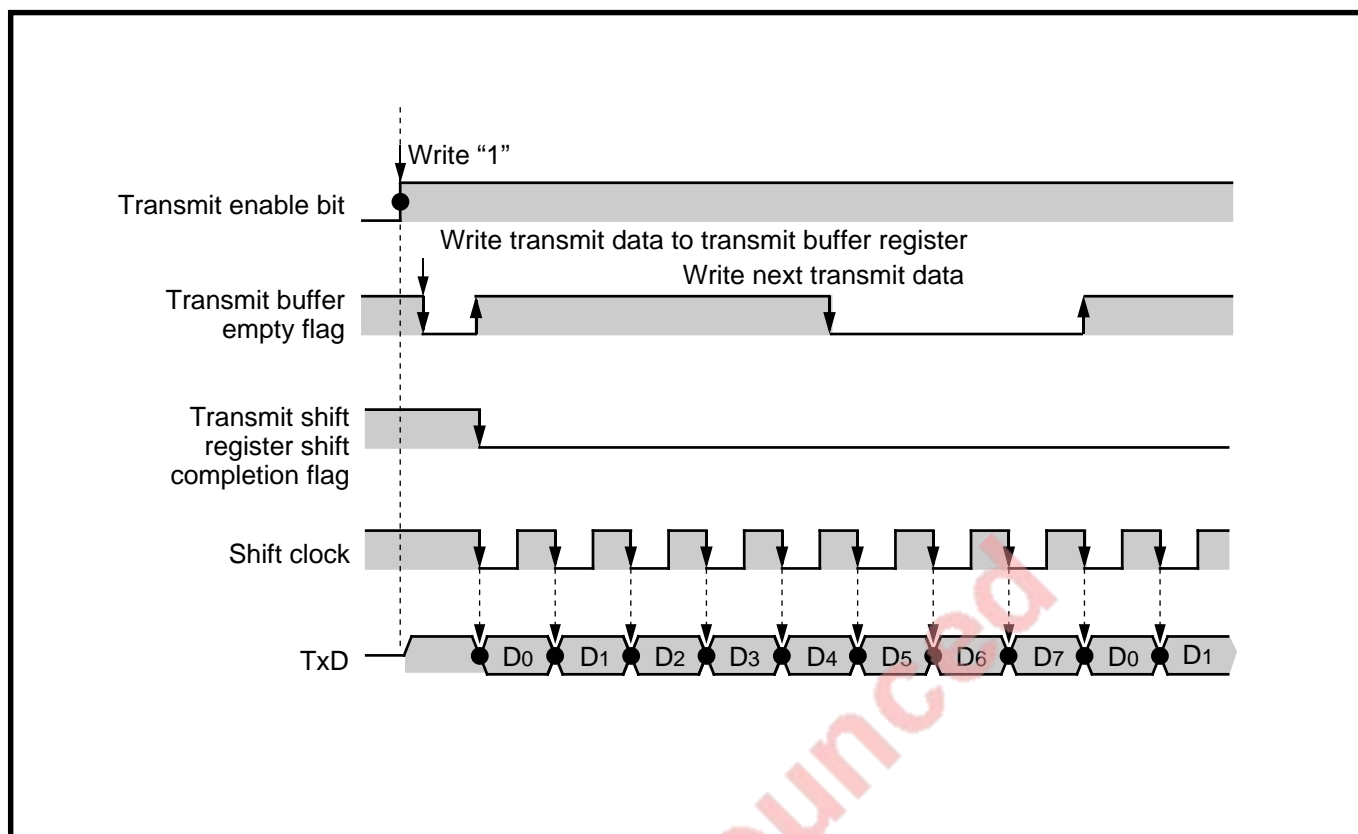 Write “1”
Transmit enable bit
Write transmit data to transmit buffer register
Write next transmit data
Transmit buffer
empty flag
Transmit shift
register shift
completion flag
Shift clock
TxD
D0 D1 D2 D3 D4 D5 D6 D7 D0 D1
ounced